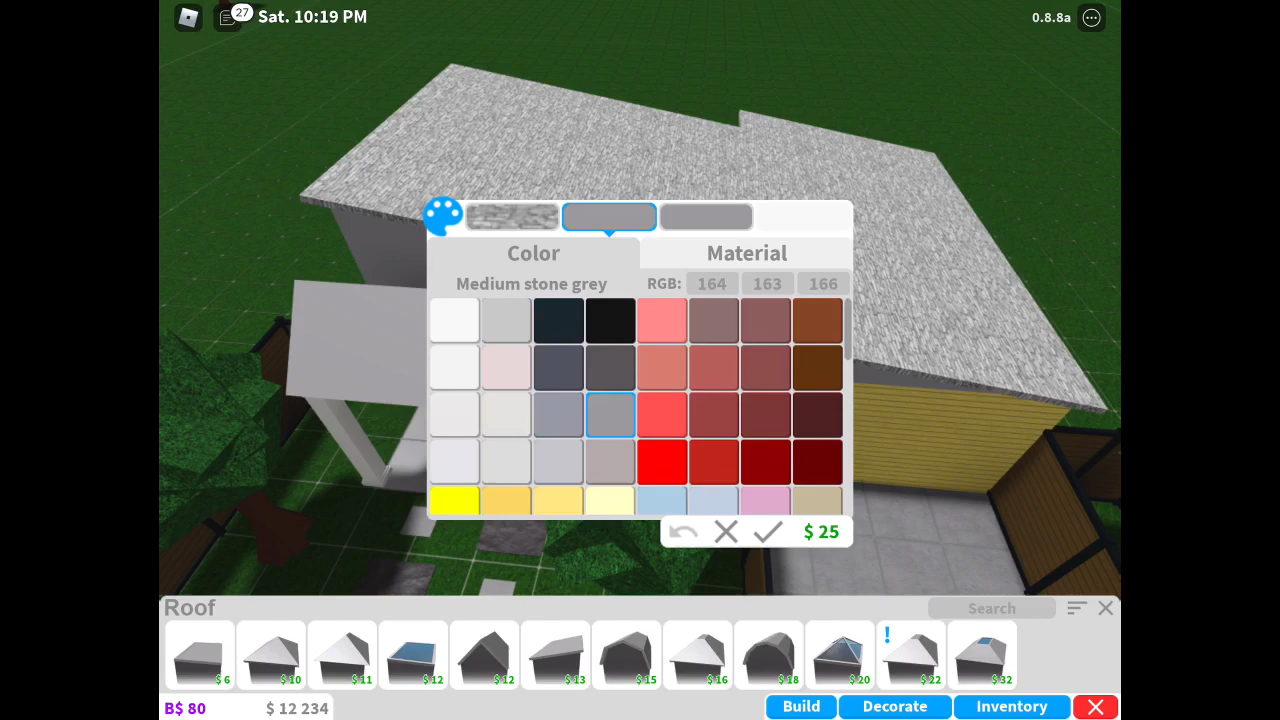 27
Sat. 10:19 PM
0.8.8a
Color
Material
Medium stone grey
RGB: 164 163 166
$ 25
Roof
Search
$ 6
$ 10
$ 11
$ 12
$ 12
$ 13
$ 15
$ 16
$ 18
$ 20
!
$ 22
$ 32
B$ 80
$ 12 234
Build
Decorate
Inventory